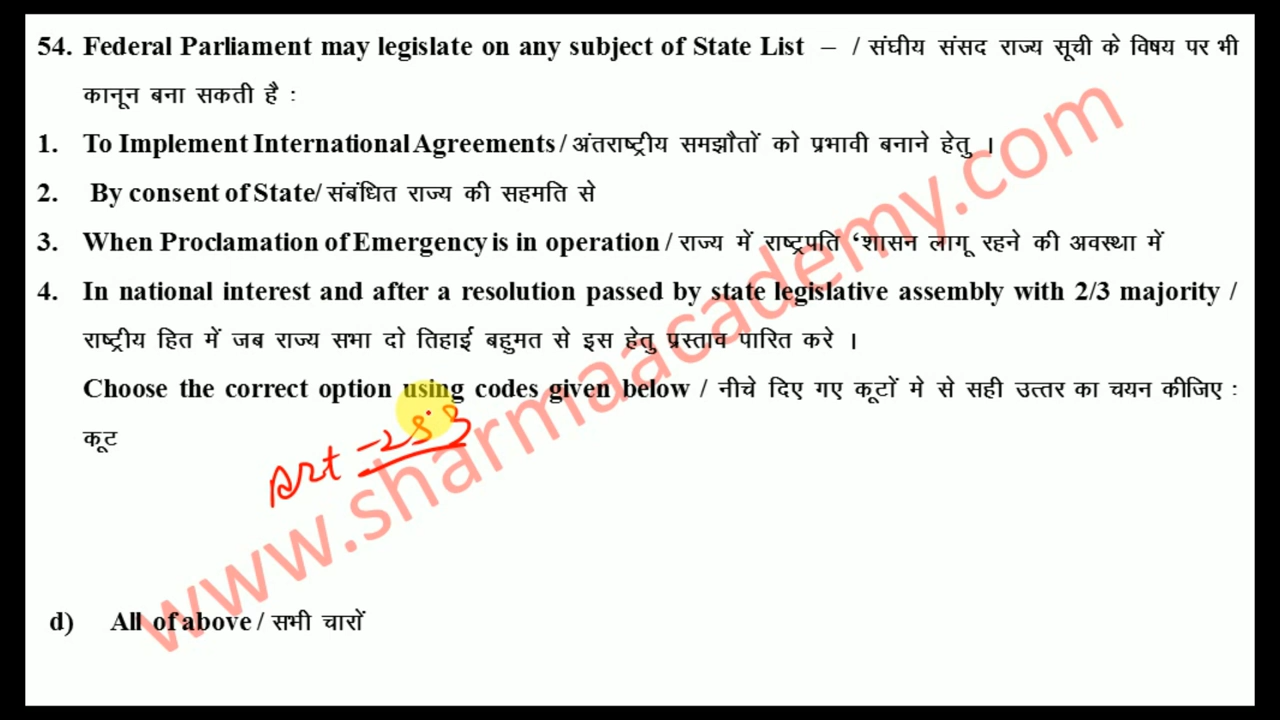 54. Federal Parliament may legislate on any subject of State List – / संघीय संसद राज्य सूची के विषय पर भी
कानून बना सकती है :
1. To Implement International Agreements / अंतराष्ट्रीय समझौतों को प्रभावी बनाने हेतु ।
2. By consent of State/ संबंधित राज्य की सहमति से
3. When Proclamation of Emergency is in operation / राज्य में राष्ट्रपति ‘शासन लागू रहने की अवस्था में
4. In national interest and after a resolution passed by state legislative assembly with 2/3 majority /
राष्ट्रीय हित में जब राज्य सभा दो तिहाई बहुमत से इस हेतु प्रस्ताव पारित करे ।
Choose the correct option using codes given below / नीचे दिए गए कूटों मे से सही उत्तर का चयन कीजिए :
कूट
Art - 253
d) All of above / सभी चारों
www.sharmaacademy.com